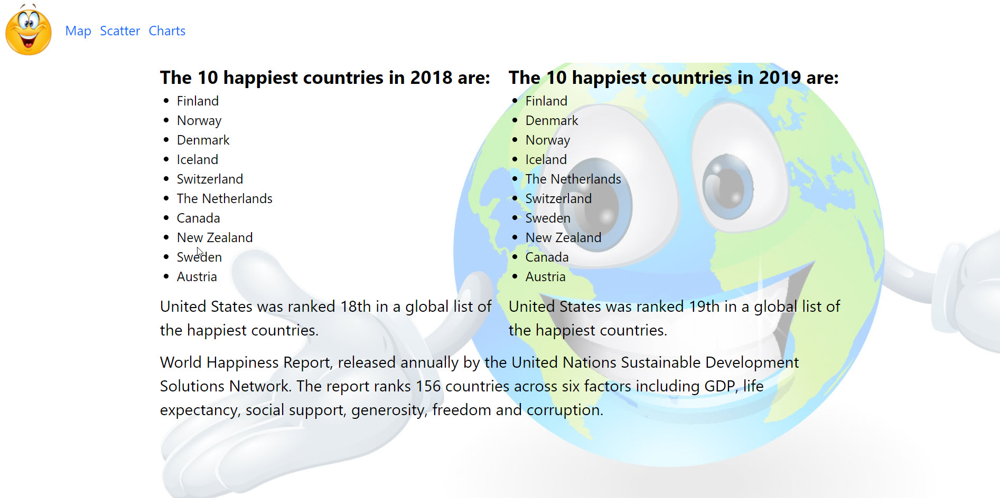 Map Scatter Charts
The 10 happiest countries in 2018 are:
• Finland
• Norway
• Denmark
• Iceland
• Switzerland
• The Netherlands
• Canada
• New Zealand
• Sweden
• Austria
United States was ranked 18th in a global list of
the happiest countries.
The 10 happiest countries in 2019 are:
• Finland
• Denmark
• Norway
• Iceland
• The Netherlands
• Switzerland
• Sweden
• New Zealand
• Canada
• Austria
United States was ranked 19th in a global list of
the happiest countries.
World Happiness Report, released annually by the United Nations Sustainable Development
Solutions Network. The report ranks 156 countries across six factors including GDP, life
expectancy, social support, generosity, freedom and corruption.